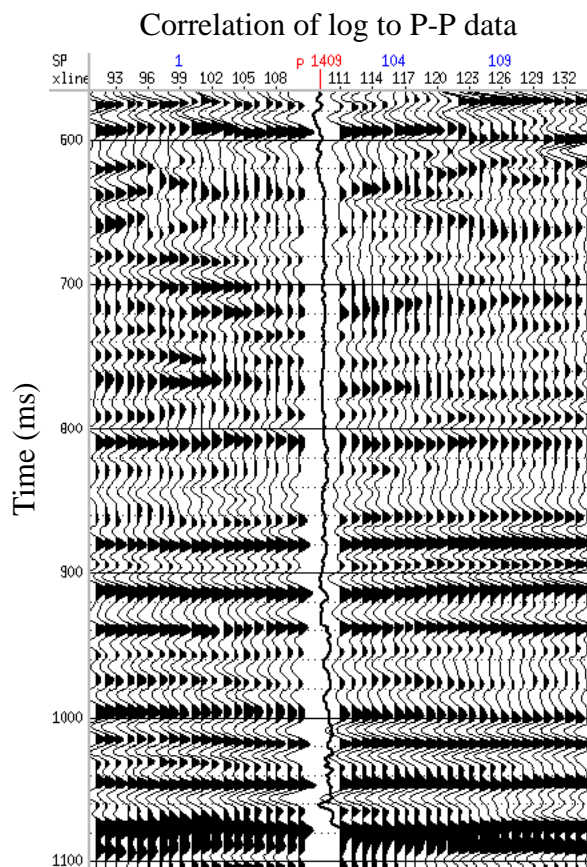 Correlation of log to P-P data
SP 1 p 1409 104 109
xline 93 96 99 102 105 108 111 114 117 120 123 126 129 132
600
700
800
900
1000
1100
Time (ms)